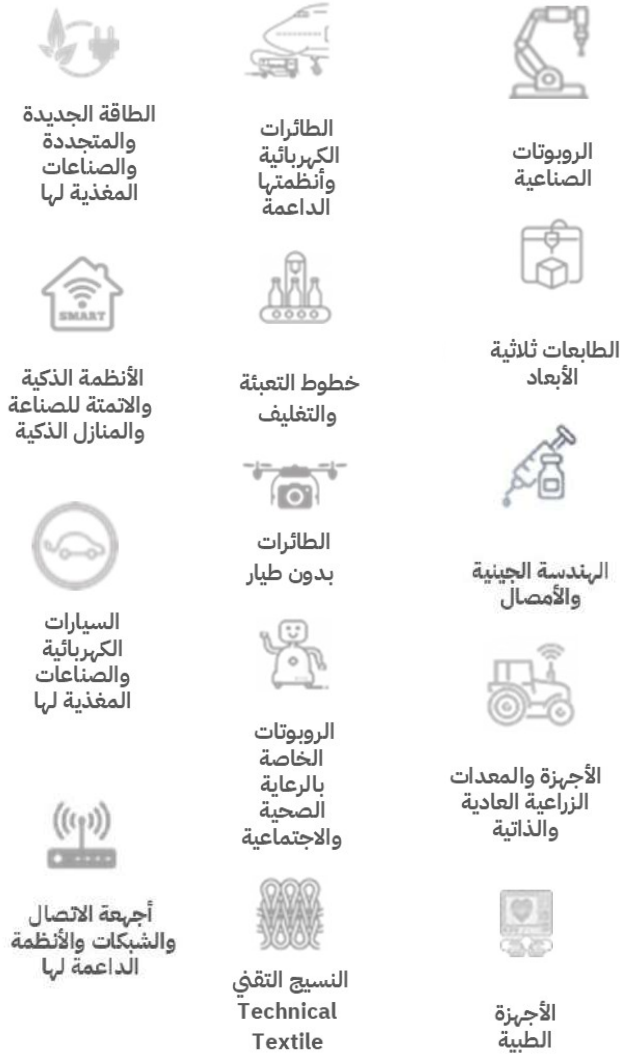 الروبوتات
الصناعية
الطابعات ثلاثية
الأبعاد
الهندسة الجينية
والأمصال
الأجهزة والمعدات
الزراعية العادية
والذاتية
الأجهزة
الطبية
الطائرات
الكهربائية
وأنظمتها
الداعمة
خطوط التعبئة
والتغليف
الطائرات
بدون طيار
الروبوتات
الخاصة
بالرعاية
الصحية
والاجتماعية
النسيج التقني
Technical
Textile
الطاقة الجديدة
والمتجددة
والصناعات
المغذية لها
SMART
الأنظمة الذكية
والاتمتة للصناعة
والمنازل الذكية
السيارات
الكهربائية
والصناعات
المغذية لها
أجهعة الاتصال
والشبكات والأنظمة
الداعمة لها